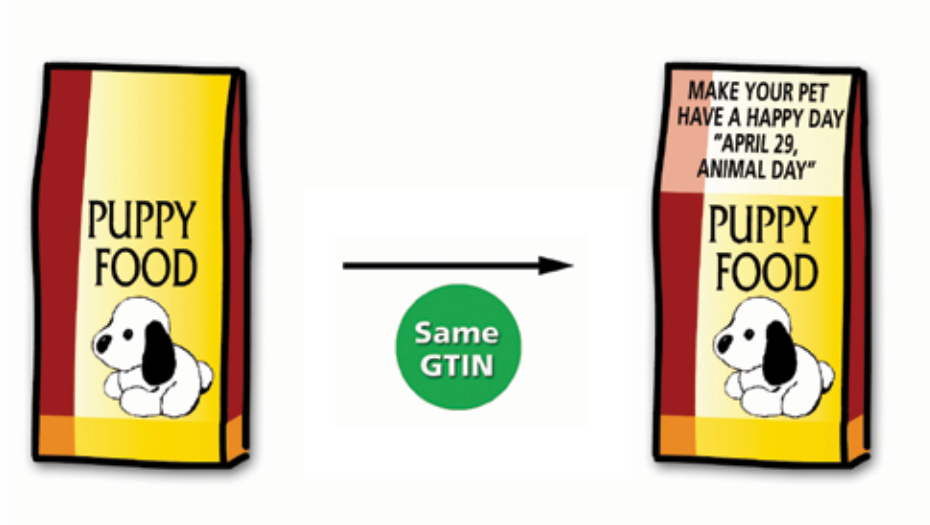 PUPPY
FOOD
Same
GTIN
MAKE YOUR PET
HAVE A HAPPY DAY
"APRIL 29,
ANIMAL DAY"
PUPPY
FOOD